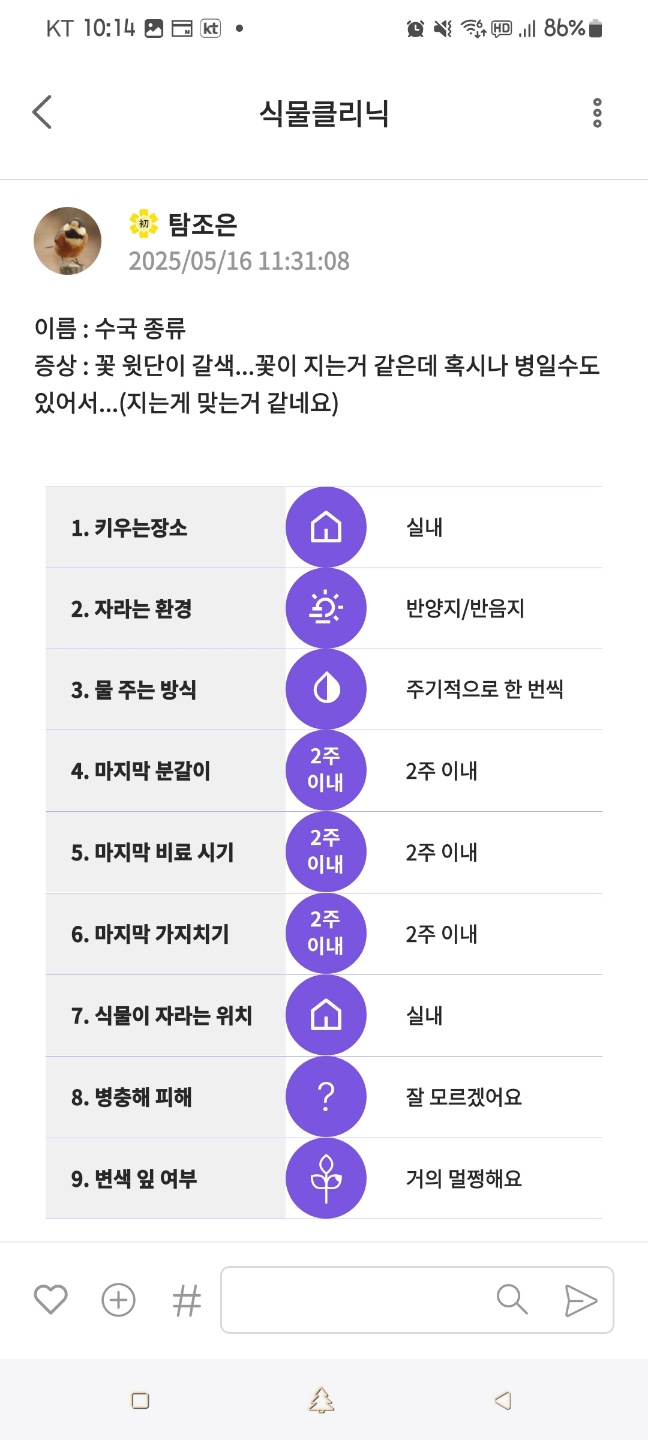 KT 10:14 kt HD 86%
식물클리닉
初 탐조은
2025/05/16 11:31:08
이름 : 수국 종류
증상 : 꽃 윗단이 갈색...꽃이 지는거 같은데 혹시나 병일수도
있어서...(지는게 맞는거 같네요)
1. 키우는장소 실내
2. 자라는 환경 반양지/반음지
3. 물 주는 방식 주기적으로 한 번씩
4. 마지막 분갈이 2주 이내 2주 이내
5. 마지막 비료 시기 2주 이내 2주 이내
6. 마지막 가지치기 2주 이내 2주 이내
7. 식물이 자라는 위치 실내
8. 병충해 피해 ? 잘 모르겠어요
9. 변색 잎 여부 거의 멀쩡해요